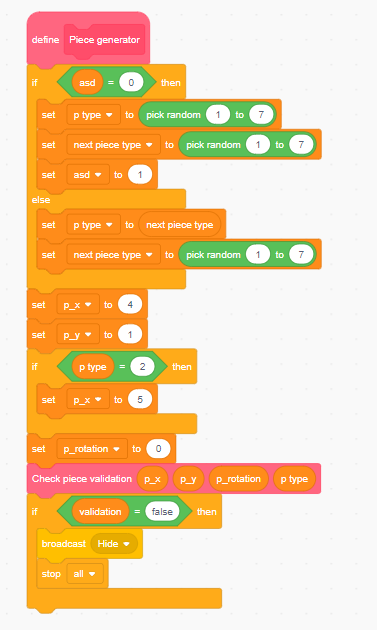 define Piece generator
if asd = 0 then
set p type to pick random 1 to 7
set next piece type to pick random 1 to 7
set asd to 1
else
set p type to next piece type
set next piece type to pick random 1 to 7
set p_x to 4
set p_y to 1
if p type = 2 then
set p_x to 5
set p_rotation to 0
Check piece validation p_x p_y p_rotation p type
if validation = false then
broadcast Hide
stop all